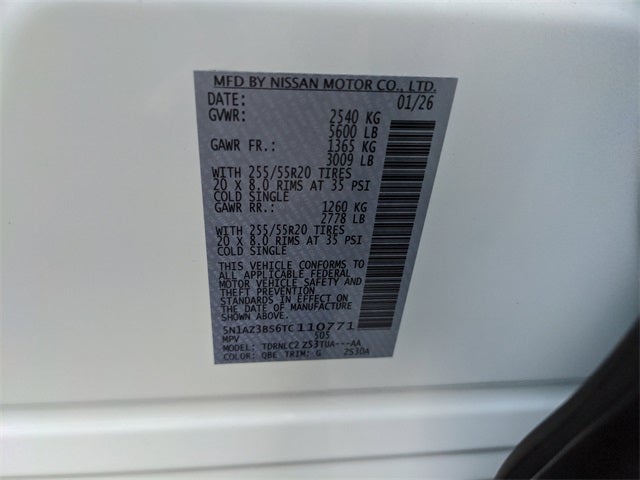 MFD BY NISSAN MOTOR CO., LTD.
DATE: 01/26
GVWR: 2540 KG
5600 LB
GAWR FR.: 1365 KG
3009 LB
WITH 255/55R20 TIRES
20 X 8.0 RIMS AT 35 PSI
COLD SINGLE
GAWR RR.: 1260 KG
2778 LB
WITH 255/55R20 TIRES
20 X 8.0 RIMS AT 35 PSI
COLD SINGLE
THIS VEHICLE CONFORMS TO
ALL APPLICABLE FEDERAL
MOTOR VEHICLE SAFETY AND
THEFT PREVENTION
STANDARDS IN EFFECT ON
THE DATE OF MANUFACTURE
5N1AZ3BS6TC110771
MPV 505
MODEL: TDRNLC2 Z53TUA---AA
COLOR: QBE TRIM: G 2S30A